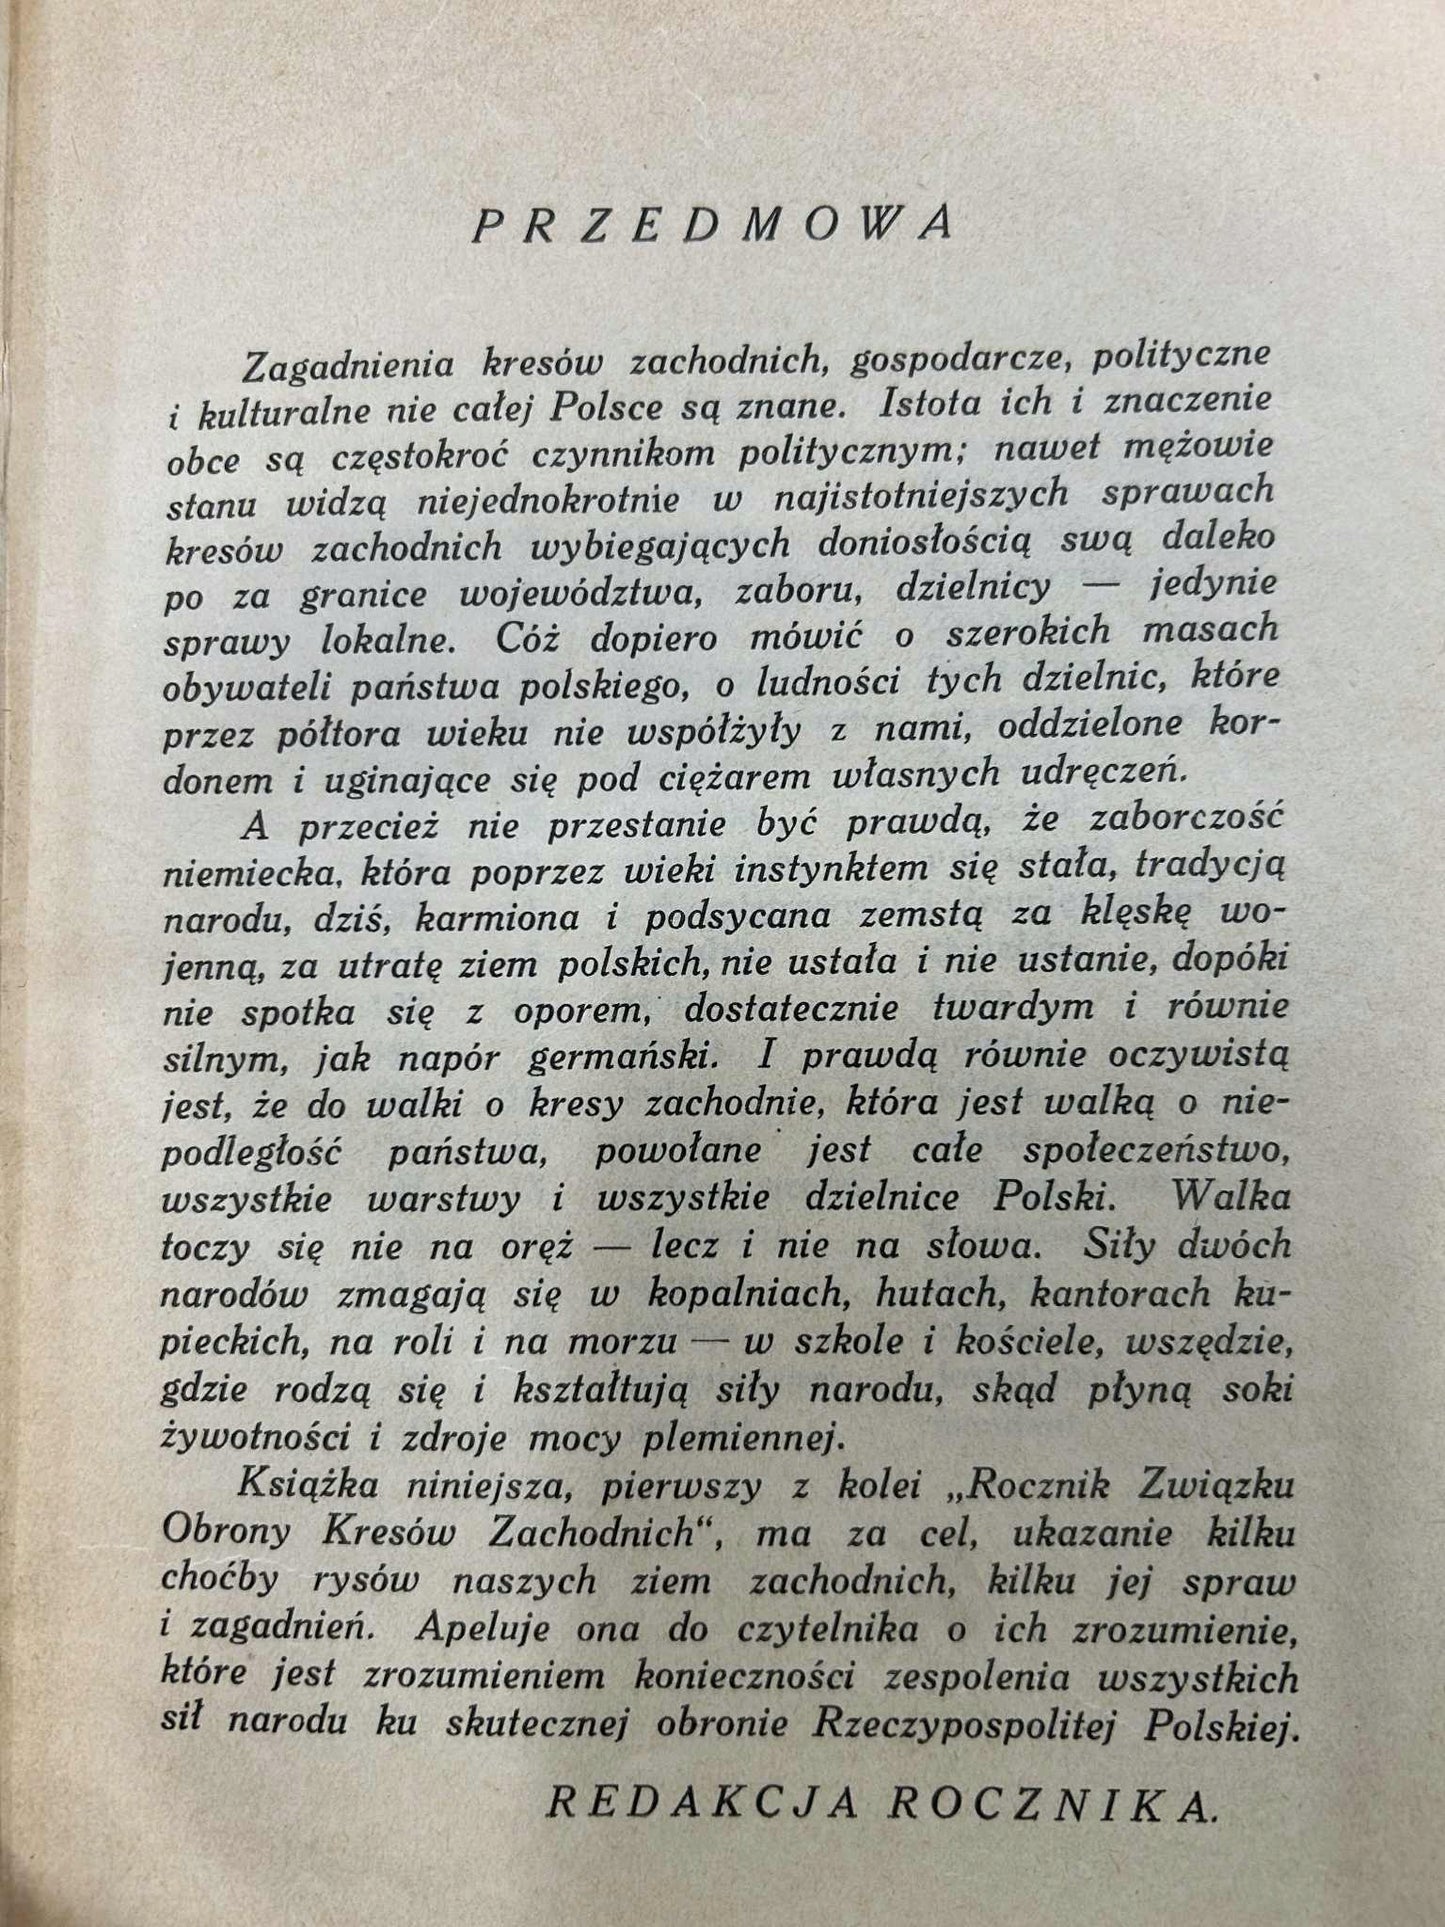 PRZEDMOWA
Zagadnienia kresów zachodnich, gospodarcze, polityczne
i kulturalne nie całej Polsce są znane. Istota ich i znaczenie
obce są częstokroć czynnikom politycznym; nawet mężowie
stanu widzą niejednokrotnie w najistotniejszych sprawach
kresów zachodnich wybiegających doniosłością swą daleko
po za granice województwa, zaboru, dzielnicy — jedynie
sprawy lokalne. Cóż dopiero mówić o szerokich masach
obywateli państwa polskiego, o ludności tych dzielnic, które
przez półtora wieku nie współżyły z nami, oddzielone kor-
donem i uginające się pod ciężarem własnych udręczeń.
A przecież nie przestanie być prawdą, że zaborczość
niemiecka, która poprzez wieki instynktem się stała, tradycją
narodu, dziś, karmiona i podsycana zemstą za klęskę wo-
jenną, za utratę ziem polskich, nie ustała i nie ustanie, dopóki
nie spotka się z oporem, dostatecznie twardym i równie
silnym, jak napór germański. I prawdą równie oczywistą
jest, że do walki o kresy zachodnie, która jest walką o nie-
podległość państwa, powołane jest całe społeczeństwo,
wszystkie warstwy i wszystkie dzielnice Polski. Walka
toczy się nie na oręż — lecz i nie na słowa. Siły dwóch
narodów zmagają się w kopalniach, hutach, kantorach ku-
pieckich, na roli i na morzu — w szkole i kościele, wszędzie,
gdzie rodzą się i kształtują siły narodu, skąd płyną soki
żywotności i zdroje mocy plemiennej.
Książka niniejsza, pierwszy z kolei „Rocznik Związku
Obrony Kresów Zachodnich“, ma za cel, ukazanie kilku
choćby rysów naszych ziem zachodnich, kilku jej spraw
i zagadnień. Apeluje ona do czytelnika o ich zrozumienie,
które jest zrozumieniem konieczności zespolenia wszystkich
sił narodu ku skutecznej obronie Rzeczypospolitej Polskiej.
REDAKCJA ROCZNIKA.